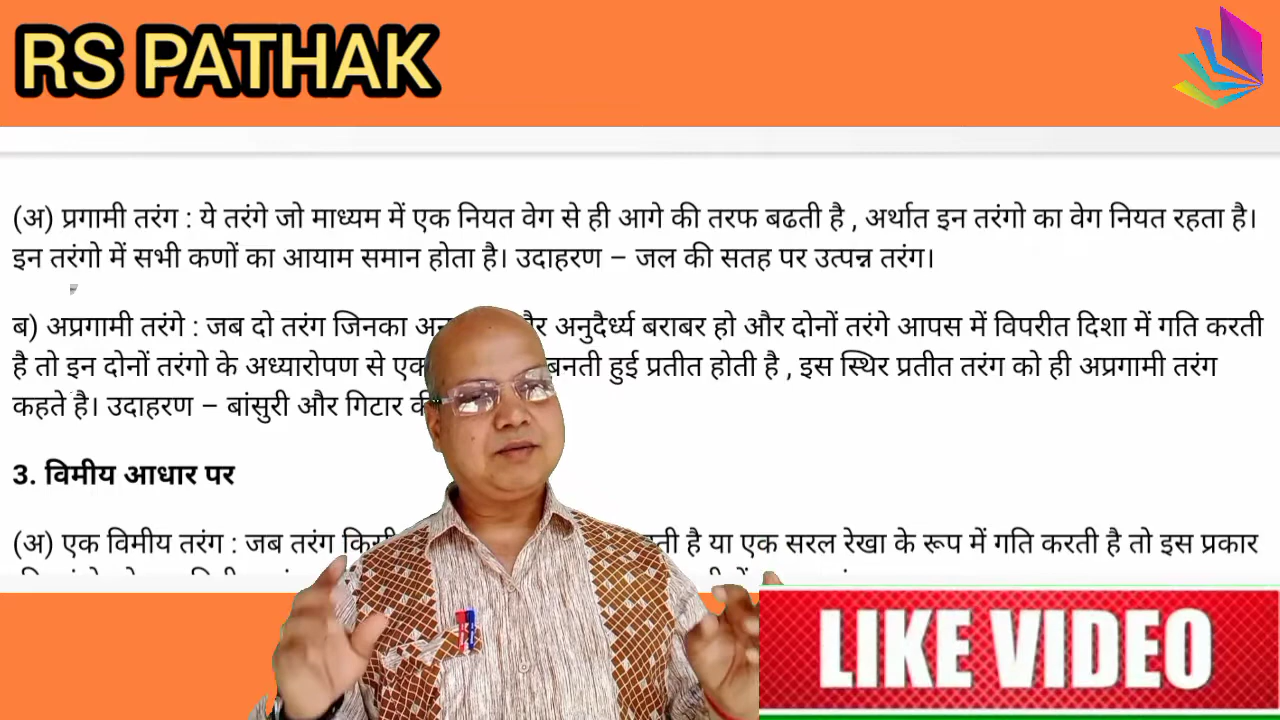 RS PATHAK
(अ) प्रगामी तरंग : ये तरंगे जो माध्यम में एक नियत वेग से ही आगे की तरफ बढती है , अर्थात इन तरंगो का वेग नियत रहता है।
इन तरंगो में सभी कणों का आयाम समान होता है। उदाहरण – जल की सतह पर उत्पन्न तरंग।
ब) अप्रगामी तरंगे : जब दो तरंग जिनका और अनुदैर्ध्य बराबर हो और दोनों तरंगे आपस में विपरीत दिशा में गति करती
है तो इन दोनों तरंगो के अध्यारोपण से एक बनती हुई प्रतीत होती है , इस स्थिर प्रतीत तरंग को ही अप्रगामी तरंग
कहते है। उदाहरण – बांसुरी और गिटार
3. विमीय आधार पर
(अ) एक विमीय तरंग : जब तरंग है या एक सरल रेखा के रूप में गति करती है तो इस प्रकार
LIKE VIDEO